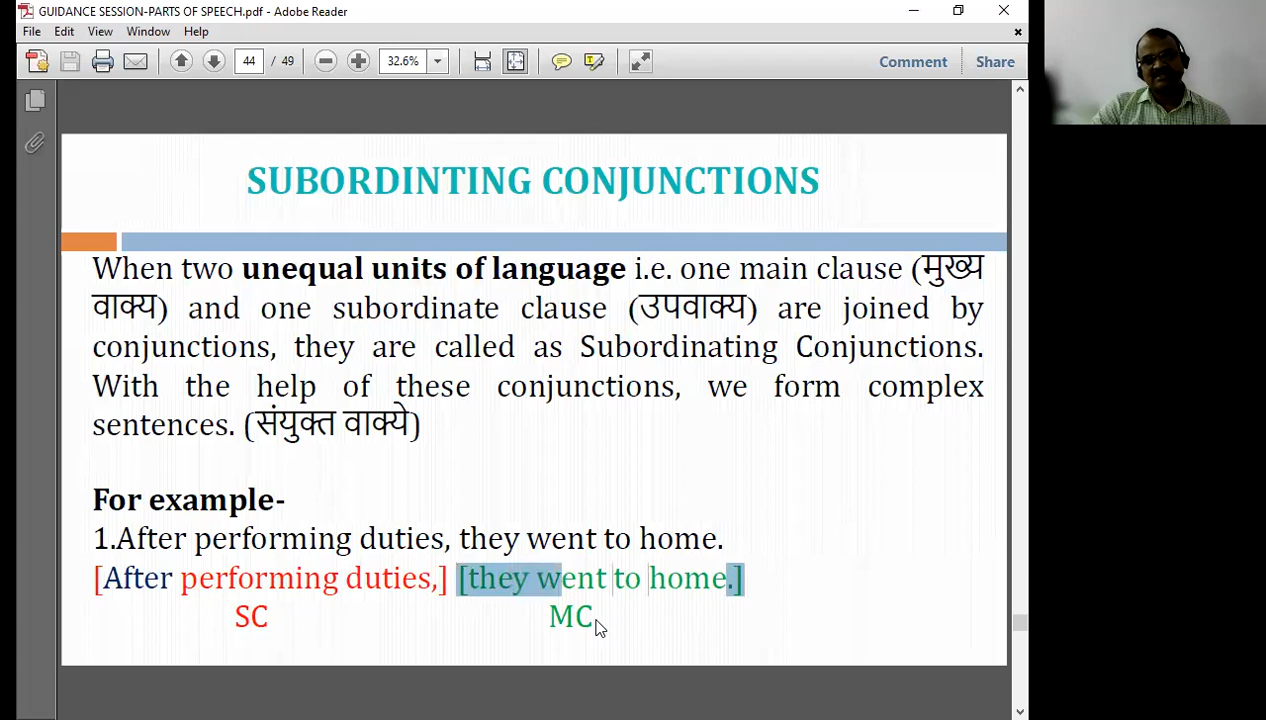 GUIDANCE SESSION-PARTS OF SPEECH.pdf - Adobe Reader
File Edit View Window Help
44 / 49 32.6% Comment Share
SUBORDINTING CONJUNCTIONS
When two unequal units of language i.e. one main clause (मुख्य
वाक्य) and one subordinate clause (उपवाक्य) are joined by
conjunctions, they are called as Subordinating Conjunctions.
With the help of these conjunctions, we form complex
sentences. (संयुक्त वाक्ये)
For example-
1.After performing duties, they went to home.
[After performing duties,] [they went to home.]
SC MC